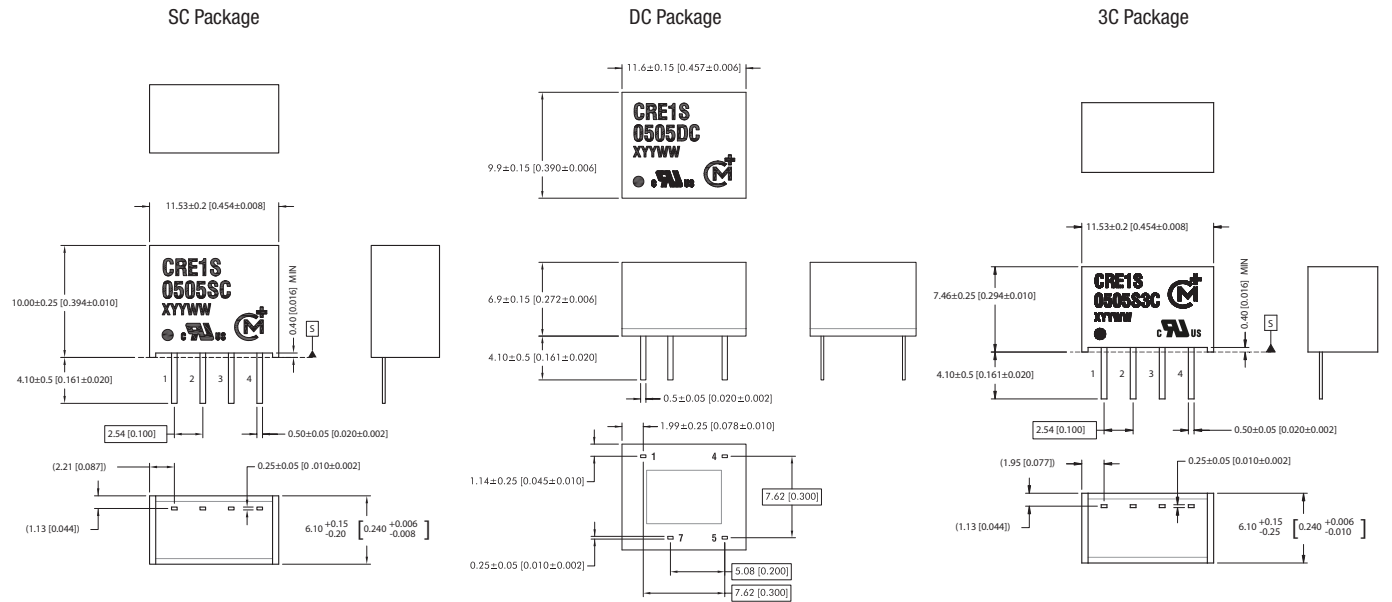 SC Package
11.53±0.2 [0.454±0.008]
10.00±0.25 [0.394±0.010]
CRE1S
0505SC
XYYWW
C RU US
CM+
0.40 [0.016] MIN
S
4.10±0.5 [0.161±0.020]
1 2 3 4
2.54 [0.100]
0.50±0.05 [0.020±0.002]
(2.21 [0.087])
0.25±0.05 [0 .010±0.002]
(1.13 [0.044])
6.10 +0.15 -0.20 [0.240 +0.006 -0.008]
DC Package
11.6±0.15 [0.457±0.006]
CRE1S
0505DC
XYYWW
C RU US
CM+
9.9±0.15 [0.390±0.006]
6.9±0.15 [0.272±0.006]
4.10±0.5 [0.161±0.020]
0.5±0.05 [0.020±0.002]
1.99±0.25 [0.078±0.010]
1 4
1.14±0.25 [0.045±0.010]
7.62 [0.300]
7 5
0.25±0.05 [0.010±0.002]
5.08 [0.200]
7.62 [0.300]
3C Package
11.53±0.2 [0.454±0.008]
7.46±0.25 [0.294±0.010]
CRE1S
0505S3C
XYYWW
C RU US
CM+
0.40 [0.016] MIN
S
4.10±0.5 [0.161±0.020]
1 2 3 4
2.54 [0.100]
0.50±0.05 [0.020±0.002]
(1.95 [0.077])
0.25±0.05 [0.010±0.002]
(1.13 [0.044])
6.10 +0.15 -0.25 [0.240 +0.006 -0.010]